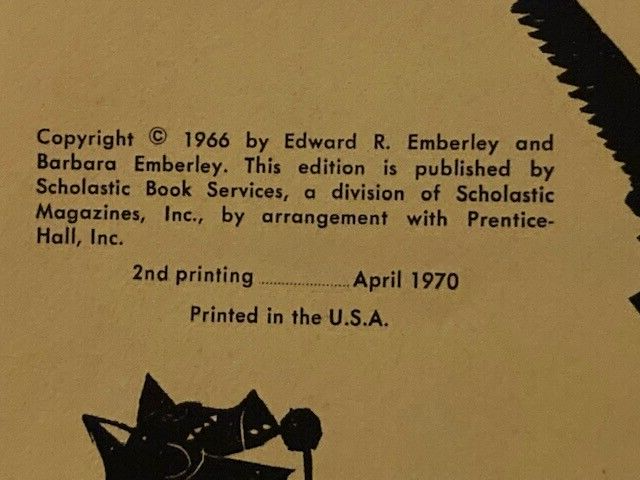 Copyright © 1966 by Edward R. Emberley and
Barbara Emberley. This edition is published by
Scholastic Book Services, a division of Scholastic
Magazines, Inc., by arrangement with Prentice-
Hall, Inc.
2nd printing ..................... April 1970
Printed in the U.S.A.